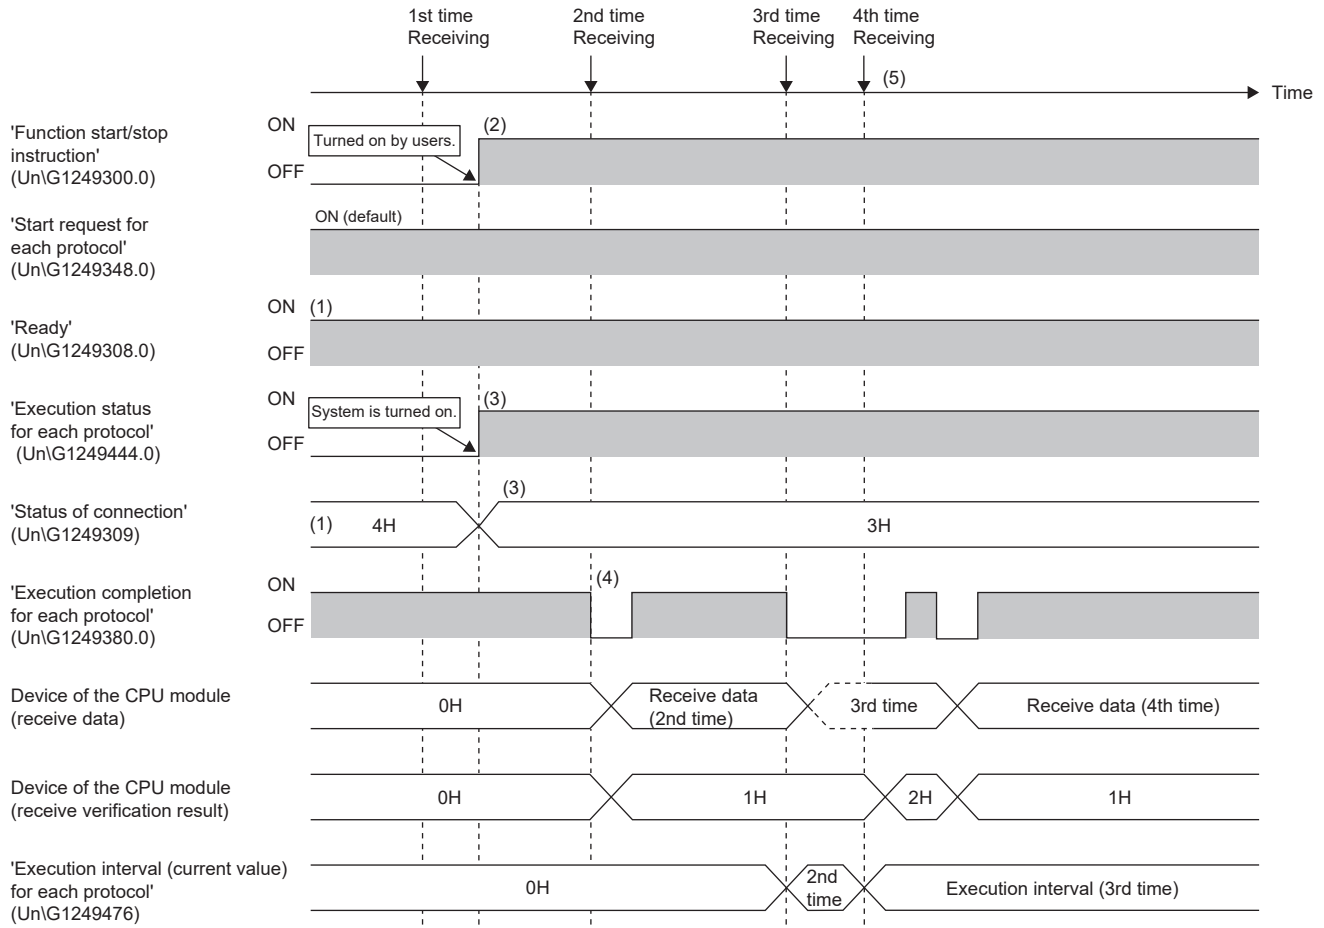 1st time
Receiving
2nd time
Receiving
3rd time
Receiving
4th time
Receiving
(5)
Time
'Function start/stop
instruction'
(Un\G1249300.0)
ON
OFF
Turned on by users.
(2)
'Start request for
each protocol'
(Un\G1249348.0)
ON (default)
'Ready'
(Un\G1249308.0)
ON
OFF
(1)
'Execution status
for each protocol'
(Un\G1249444.0)
ON
OFF
System is turned on.
(3)
'Status of connection'
(Un\G1249309)
(1)
4H
(3)
3H
'Execution completion
for each protocol'
(Un\G1249380.0)
ON
OFF
(4)
Device of the CPU module
(receive data)
0H
Receive data
(2nd time)
3rd time
Receive data (4th time)
Device of the CPU module
(receive verification result)
0H
1H
2H
1H
'Execution interval (current value)
for each protocol'
(Un\G1249476)
0H
2nd
time
Execution interval (3rd time)